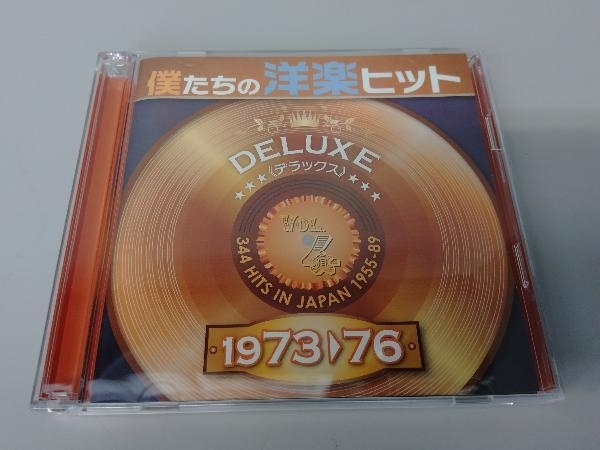 僕たちの洋楽ヒット
DELUXE
《デラックス》
VOL.
344 HITS IN JAPAN 1955-89
1973▷76